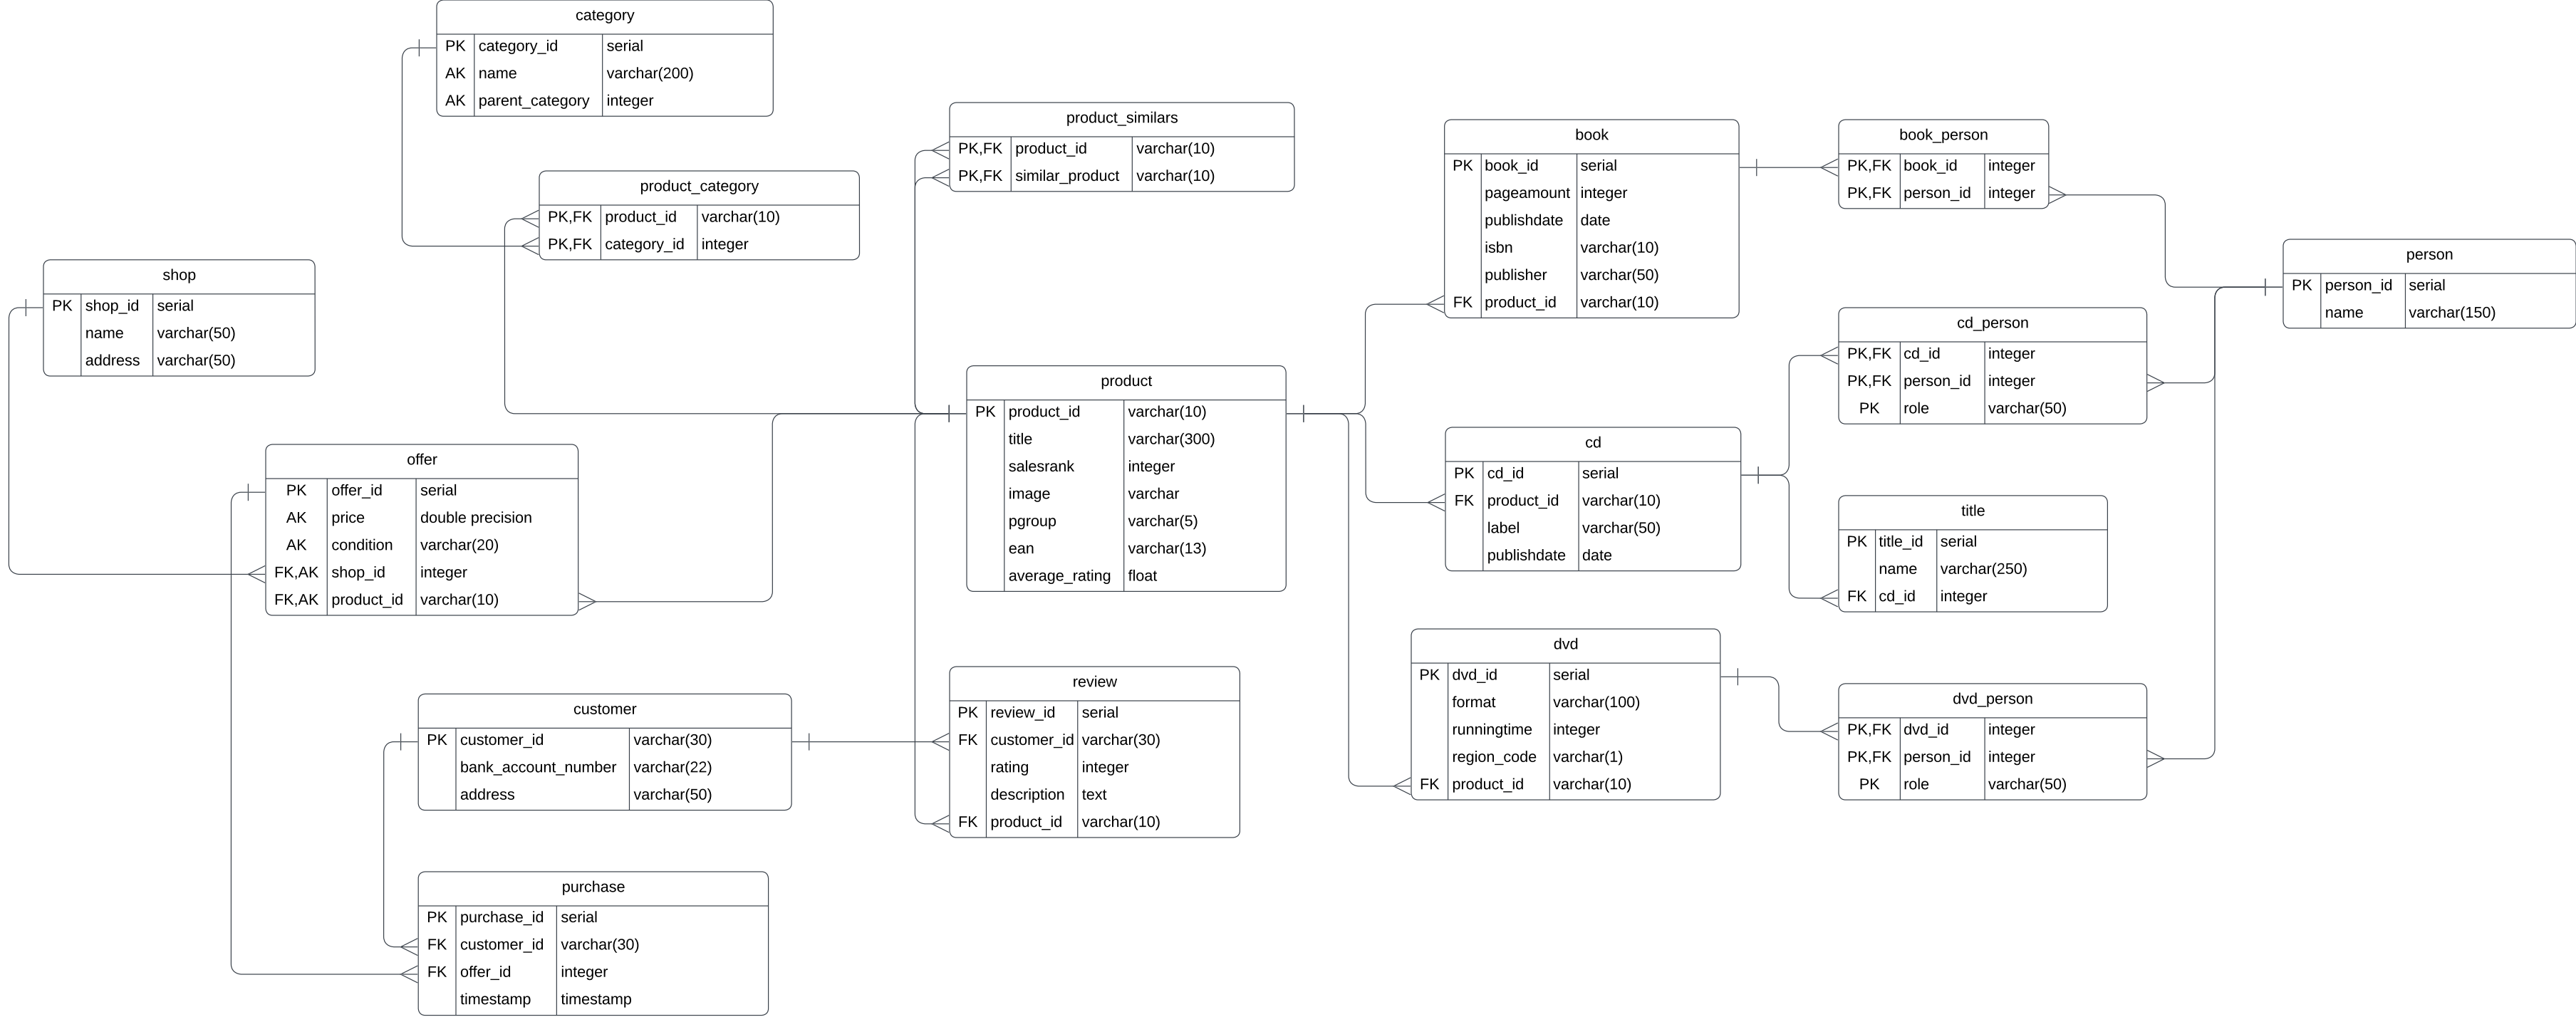 category
PK category_id serial
AK name varchar(200)
AK parent_category integer
product_similars
PK,FK product_id varchar(10)
PK,FK similar_product varchar(10)
product_category
PK,FK product_id varchar(10)
PK,FK category_id integer
shop
PK shop_id serial
name varchar(50)
address varchar(50)
book
PK book_id serial
pageamount integer
publishdate date
isbn varchar(10)
publisher varchar(50)
FK product_id varchar(10)
book_person
PK,FK book_id integer
PK,FK person_id integer
person
PK person_id serial
name varchar(150)
cd_person
PK,FK cd_id integer
PK,FK person_id integer
PK role varchar(50)
product
PK product_id varchar(10)
title varchar(300)
salesrank integer
image varchar
pgroup varchar(5)
ean varchar(13)
average_rating float
cd
PK cd_id serial
FK product_id varchar(10)
label varchar(50)
publishdate date
title
PK title_id serial
name varchar(250)
FK cd_id integer
offer
PK offer_id serial
AK price double precision
AK condition varchar(20)
FK,AK shop_id integer
FK,AK product_id varchar(10)
dvd
PK dvd_id serial
format varchar(100)
runningtime integer
region_code varchar(1)
FK product_id varchar(10)
dvd_person
PK,FK dvd_id integer
PK,FK person_id integer
PK role varchar(50)
customer
PK customer_id varchar(30)
bank_account_number varchar(22)
address varchar(50)
review
PK review_id serial
FK customer_id varchar(30)
rating integer
description text
FK product_id varchar(10)
purchase
PK purchase_id serial
FK customer_id varchar(30)
FK offer_id integer
timestamp timestamp